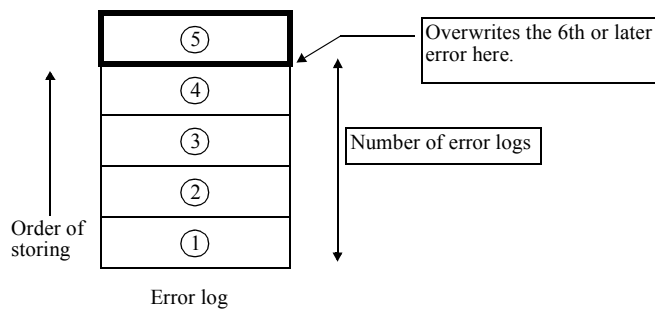 ⑤
Overwrites the 6th or later
error here.
④
③
Number of error logs
②
Order of
storing
①
Error log